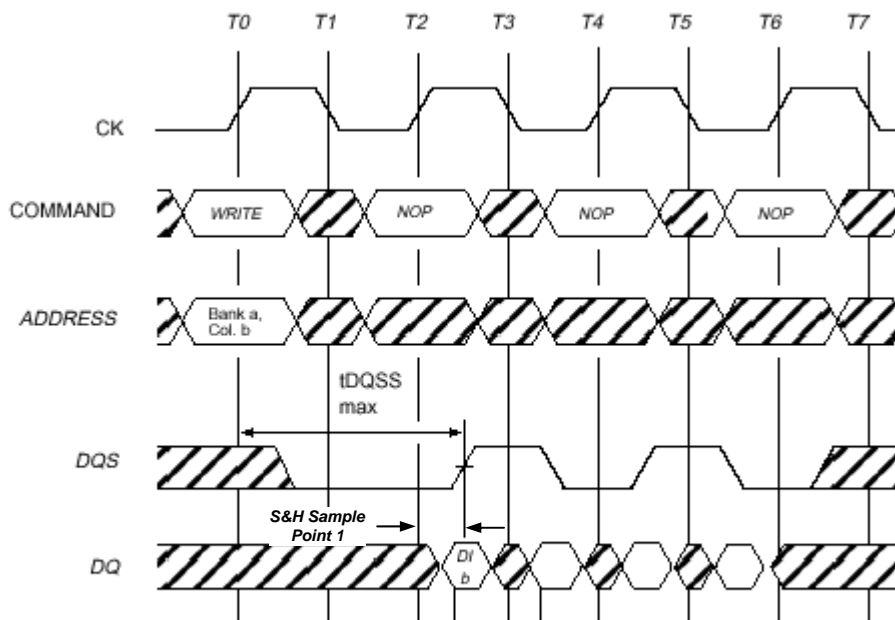 T0 T1 T2 T3 T4 T5 T6 T7
CK
COMMAND WRITE NOP NOP NOP
ADDRESS Bank a,
Col. b
tDQSS
max
DQS
S&H Sample
Point 1
DQ DI
b